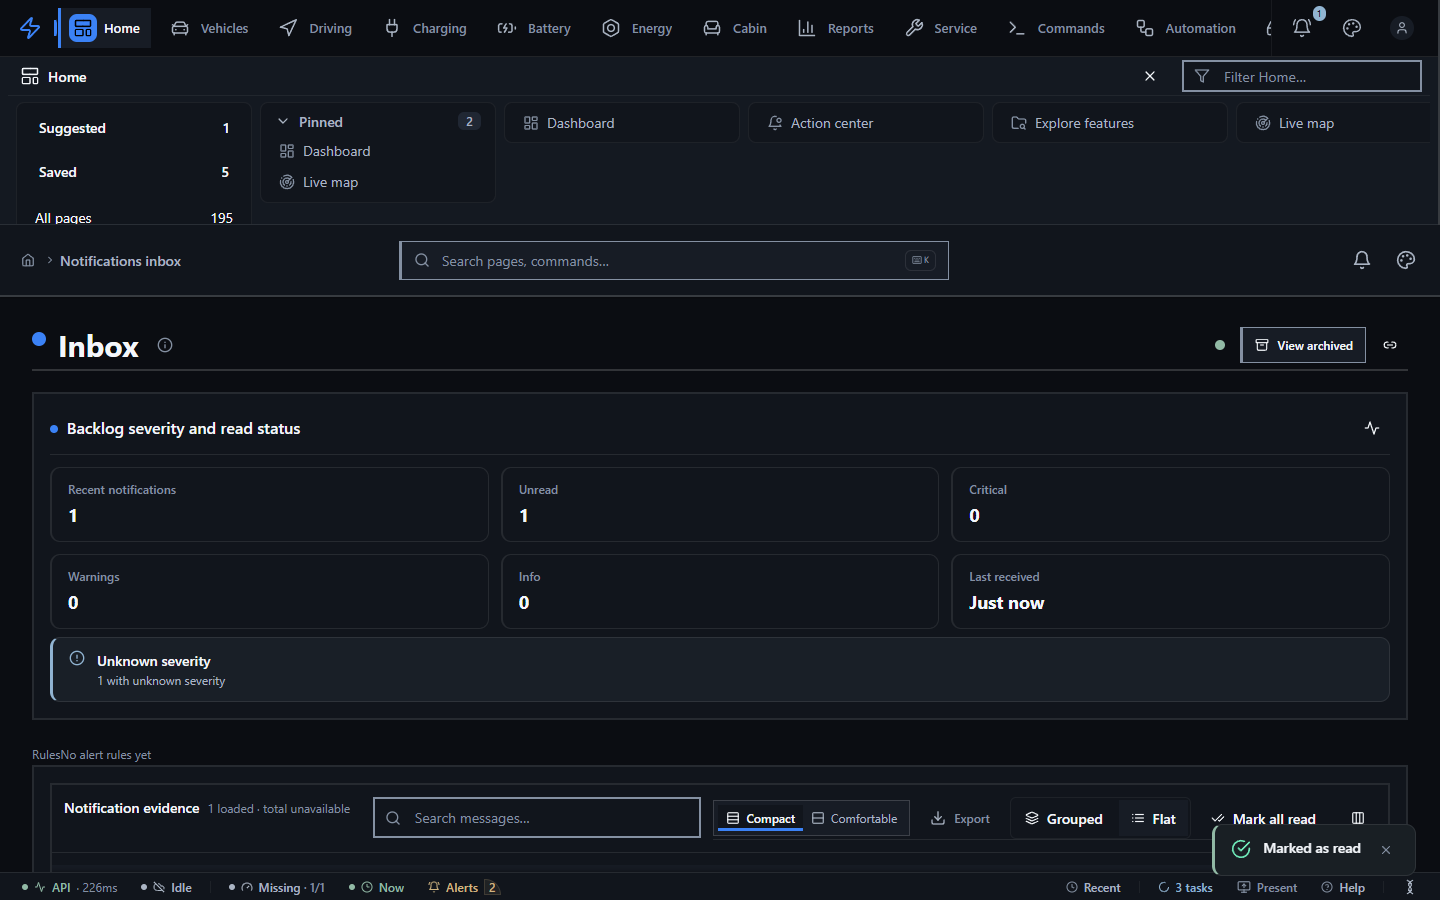 Home Vehicles Driving Charging Battery Energy Cabin Reports Service Commands Automation 1
Home Filter Home...
Suggested 1
Saved 5
All pages 195
Pinned 2
Dashboard
Live map
Dashboard
Action center
Explore features
Live map
Notifications inbox Search pages, commands... K
Inbox View archived
Backlog severity and read status
Recent notifications
1
Unread
1
Critical
0
Warnings
0
Info
0
Last received
Just now
Unknown severity
1 with unknown severity
RulesNo alert rules yet
Notification evidence 1 loaded · total unavailable Search messages... Compact Comfortable Export Grouped Flat Mark all read
Marked as read
API · 226ms Idle Missing · 1/1 Now Alerts 2 Recent 3 tasks Present Help